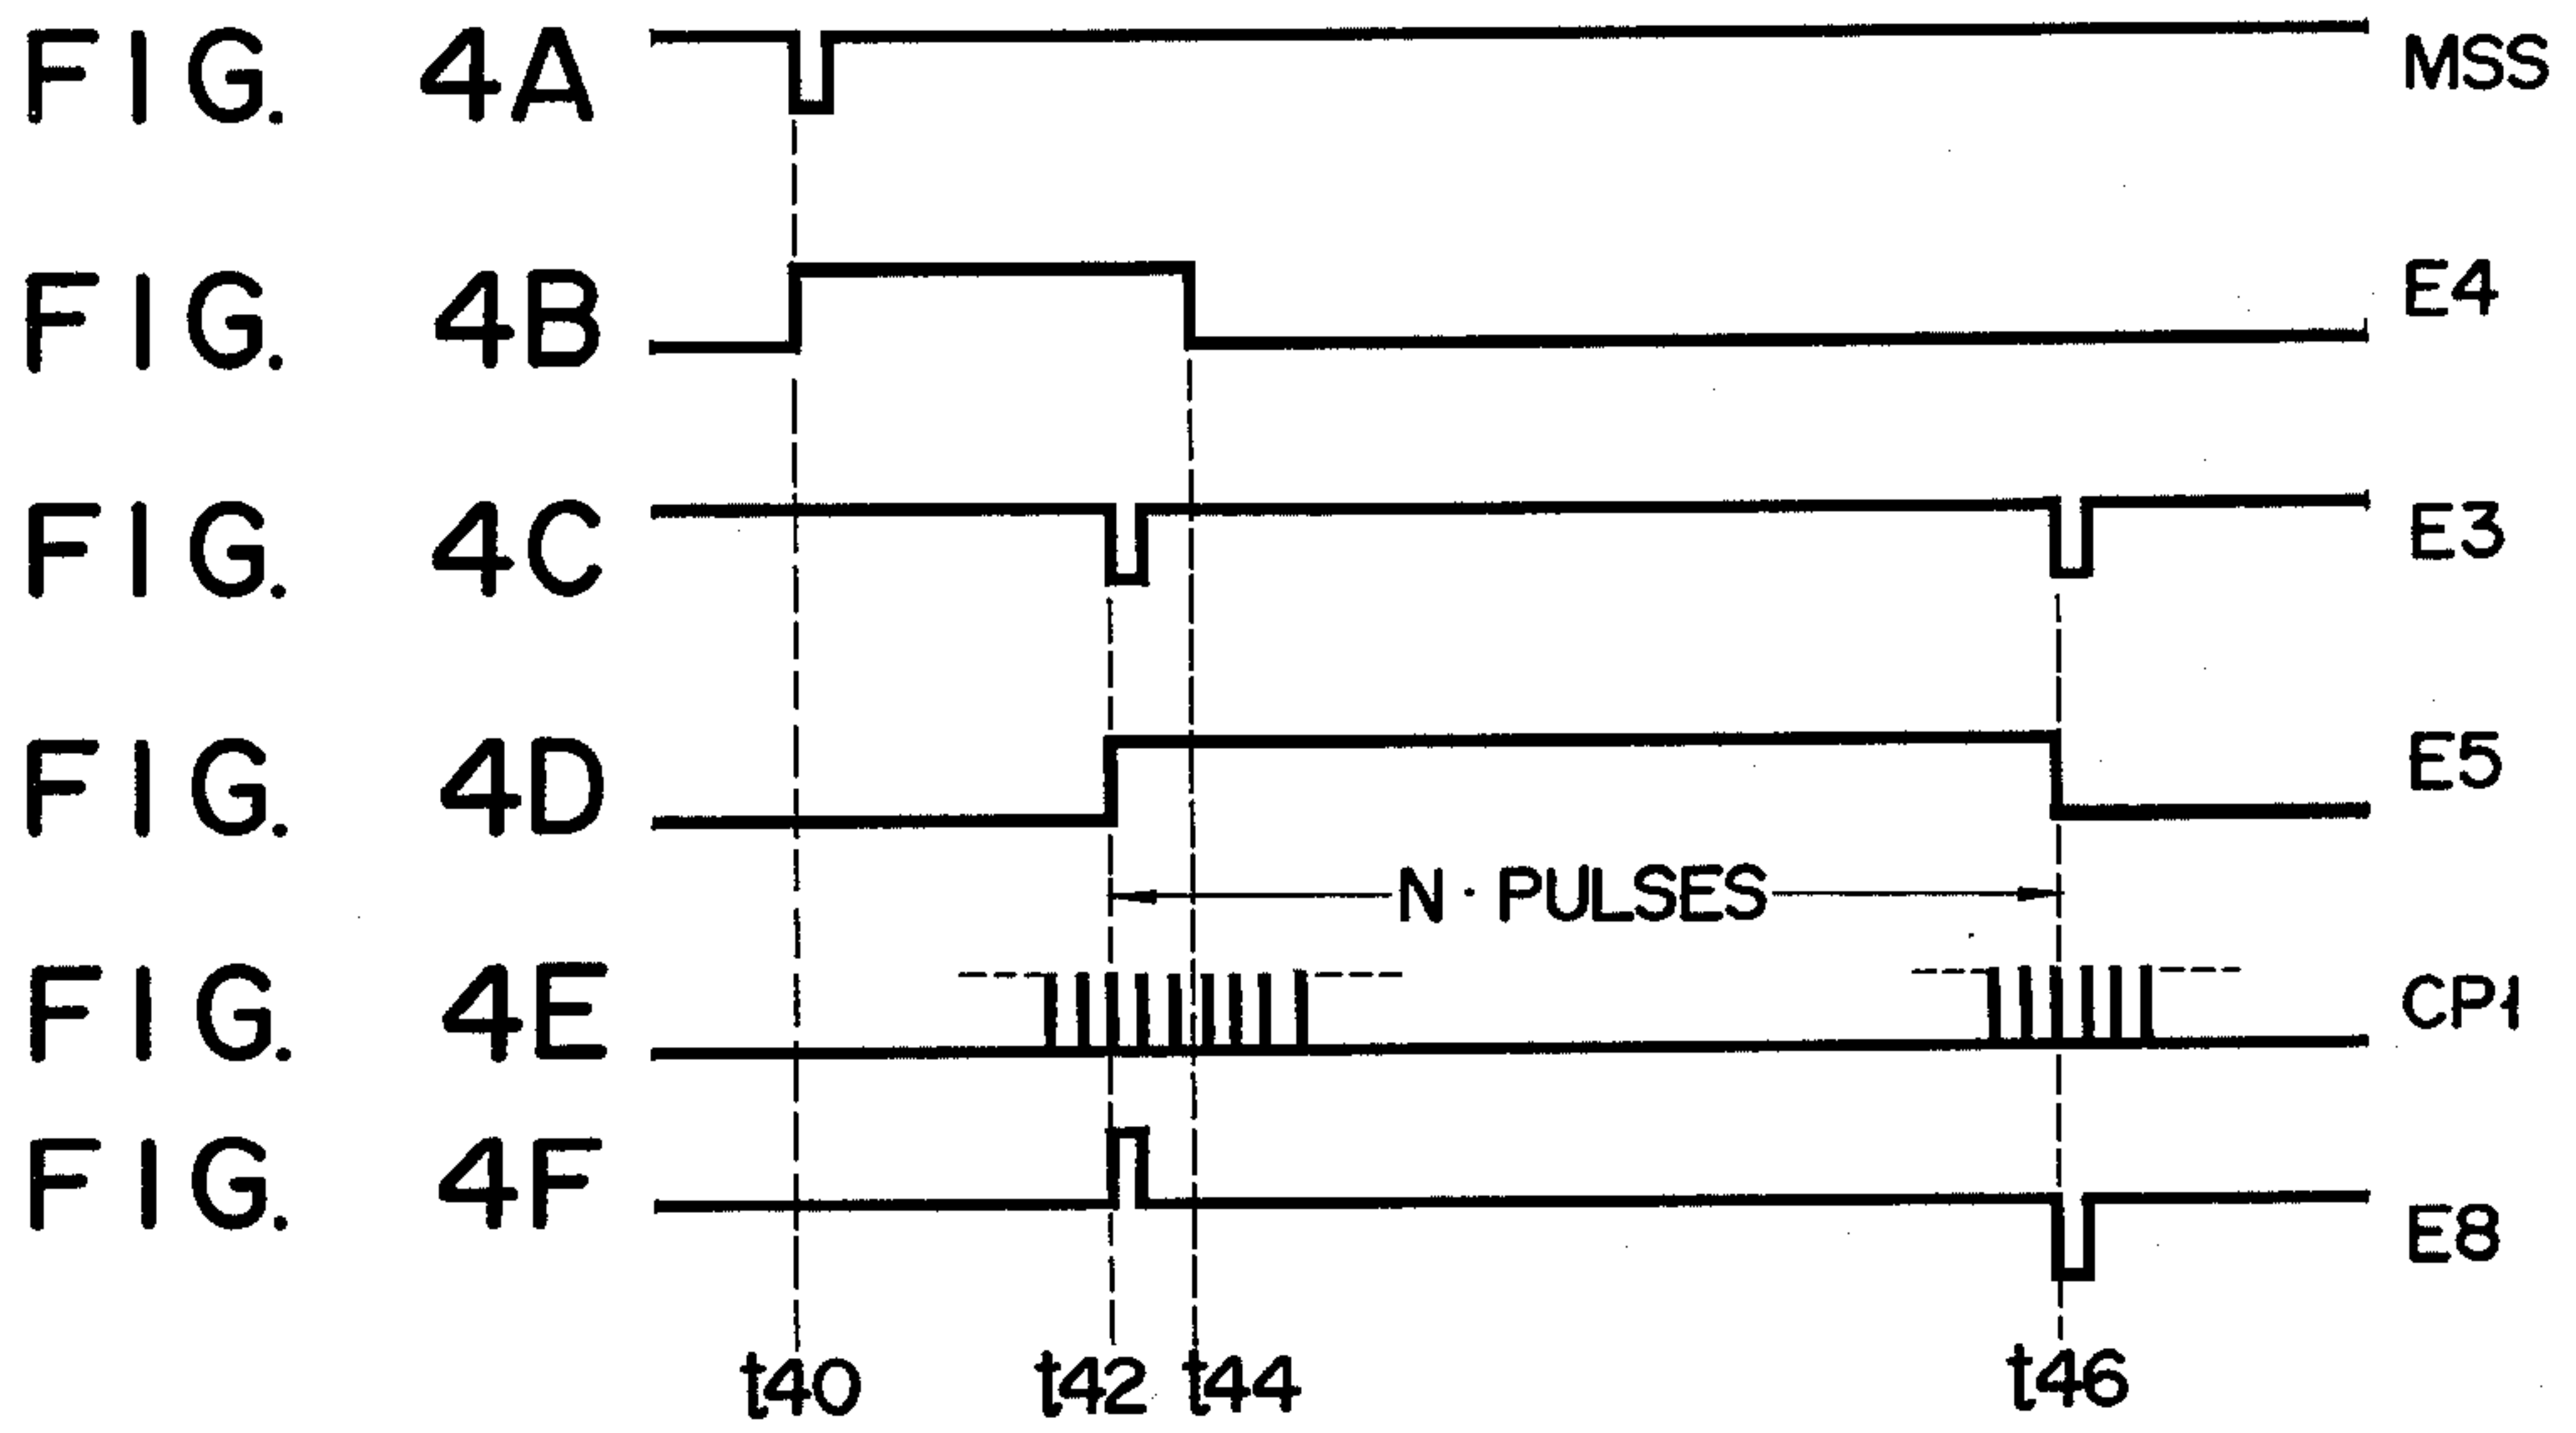 FIG. 4A MSS
FIG. 4B E4
FIG. 4C E3
FIG. 4D E5
N · PULSES
FIG. 4E CP1
FIG. 4F E8
t40 t42 t44 t46